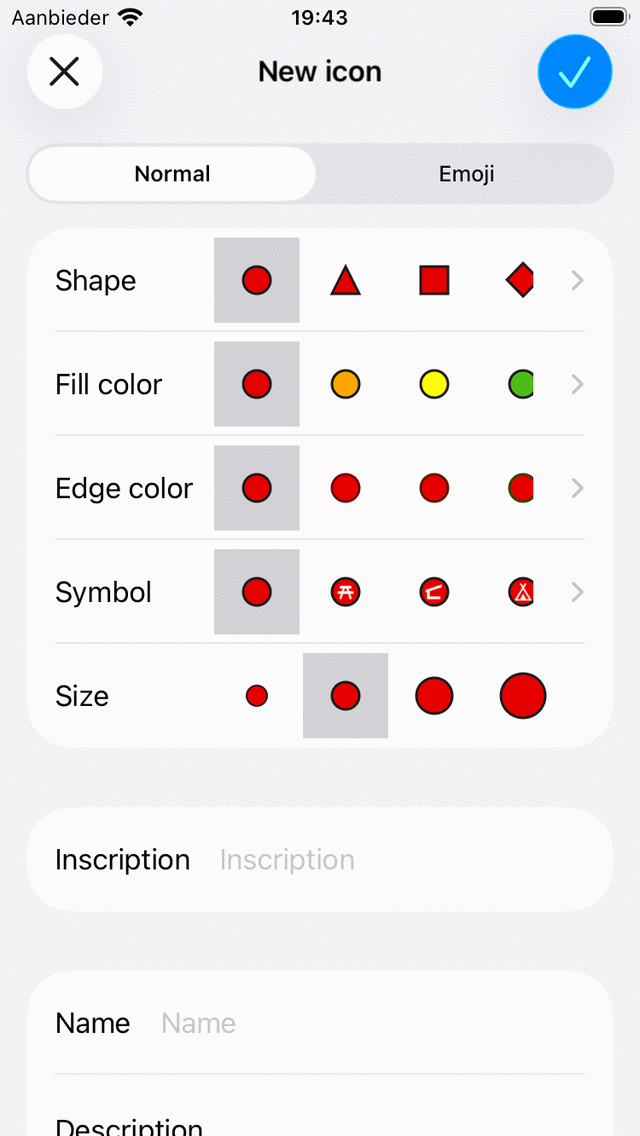 Aanbieder 19:43
New icon
Normal Emoji
Shape
Fill color
Edge color
Symbol
Size
Inscription Inscription
Name Name
Description